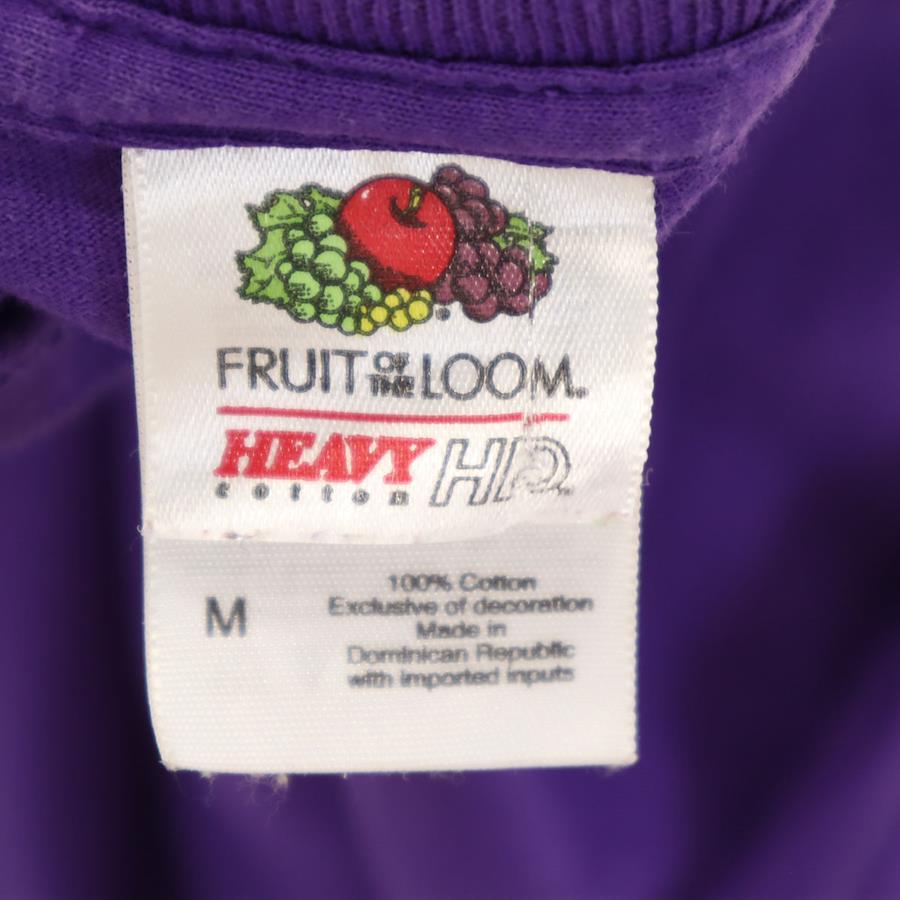 FRUIT OF THE LOOM.
HEAVY HD
cotton
M
100% Cotton
Exclusive of decoration
Made in
Dominican Republic
with imported inputs